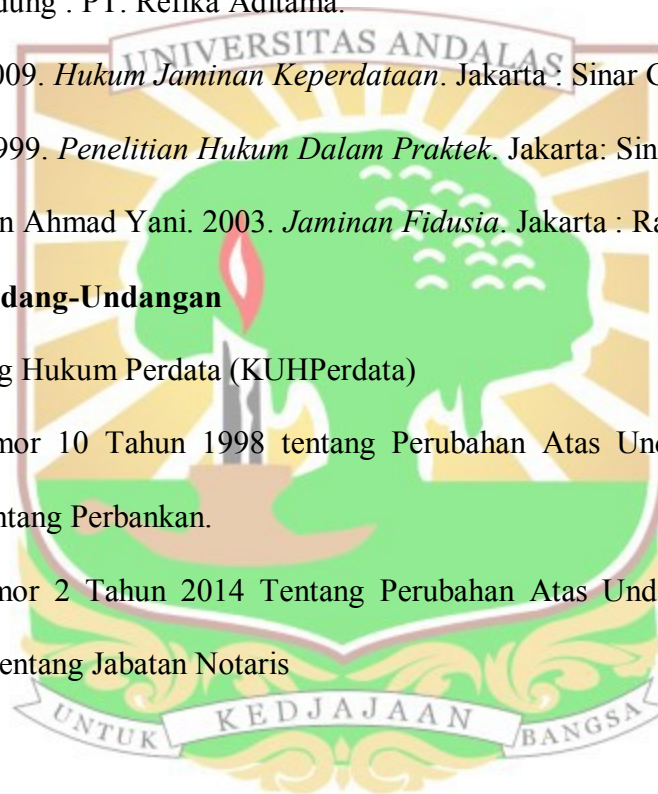 dung : PT. Refika Aditama.
UNIVERSITAS ANDALAS
009. Hukum Jaminan Keperdataan. Jakarta : Sinar G
999. Penelitian Hukum Dalam Praktek. Jakarta: Sin
n Ahmad Yani. 2003. Jaminan Fidusia. Jakarta : Ra
dang-Undangan
g Hukum Perdata (KUHPerdata)
mor 10 Tahun 1998 tentang Perubahan Atas Und
ntang Perbankan.
mor 2 Tahun 2014 Tentang Perubahan Atas Unda
entang Jabatan Notaris
UNTUK KEDJAJAAN BANGSA